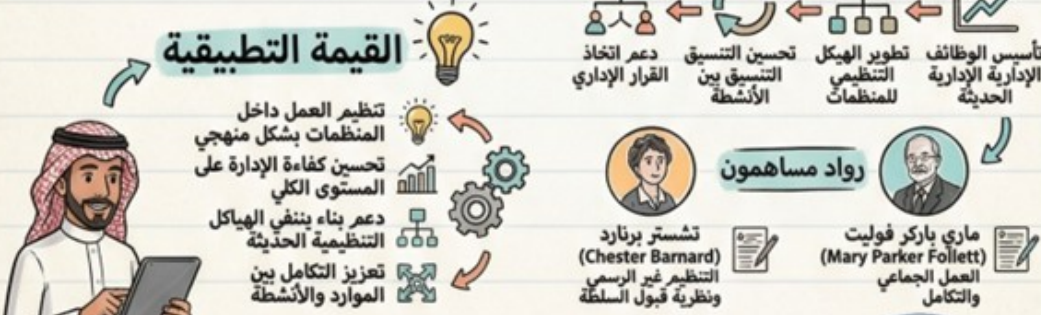 تأسيس الوظائف
الإدارية الإدارية
الحديثة
تطوير الهيكل
التنظيمي
للمنظمات
تحسين التنسيق
التنسيق بين
الأنشطة
دعم اتخاذ
القرار الإداري
رواد مساهمون
ماري باركر فوليت
(Mary Parker Follett)
العمل الجماعي
والتكامل
تشستر برنارد
(Chester Barnard)
التنظيم غير الرسمي
ونظرية قبول السلطة
القيمة التطبيقية
تنظيم العمل داخل
المنظمات بشكل منهجي
تحسين كفاءة الإدارة على
المستوى الكلي
دعم بناء بننفي الهياكل
التنظيمية الحديثة
تعزيز التكامل بين
الموارد والأنشطة